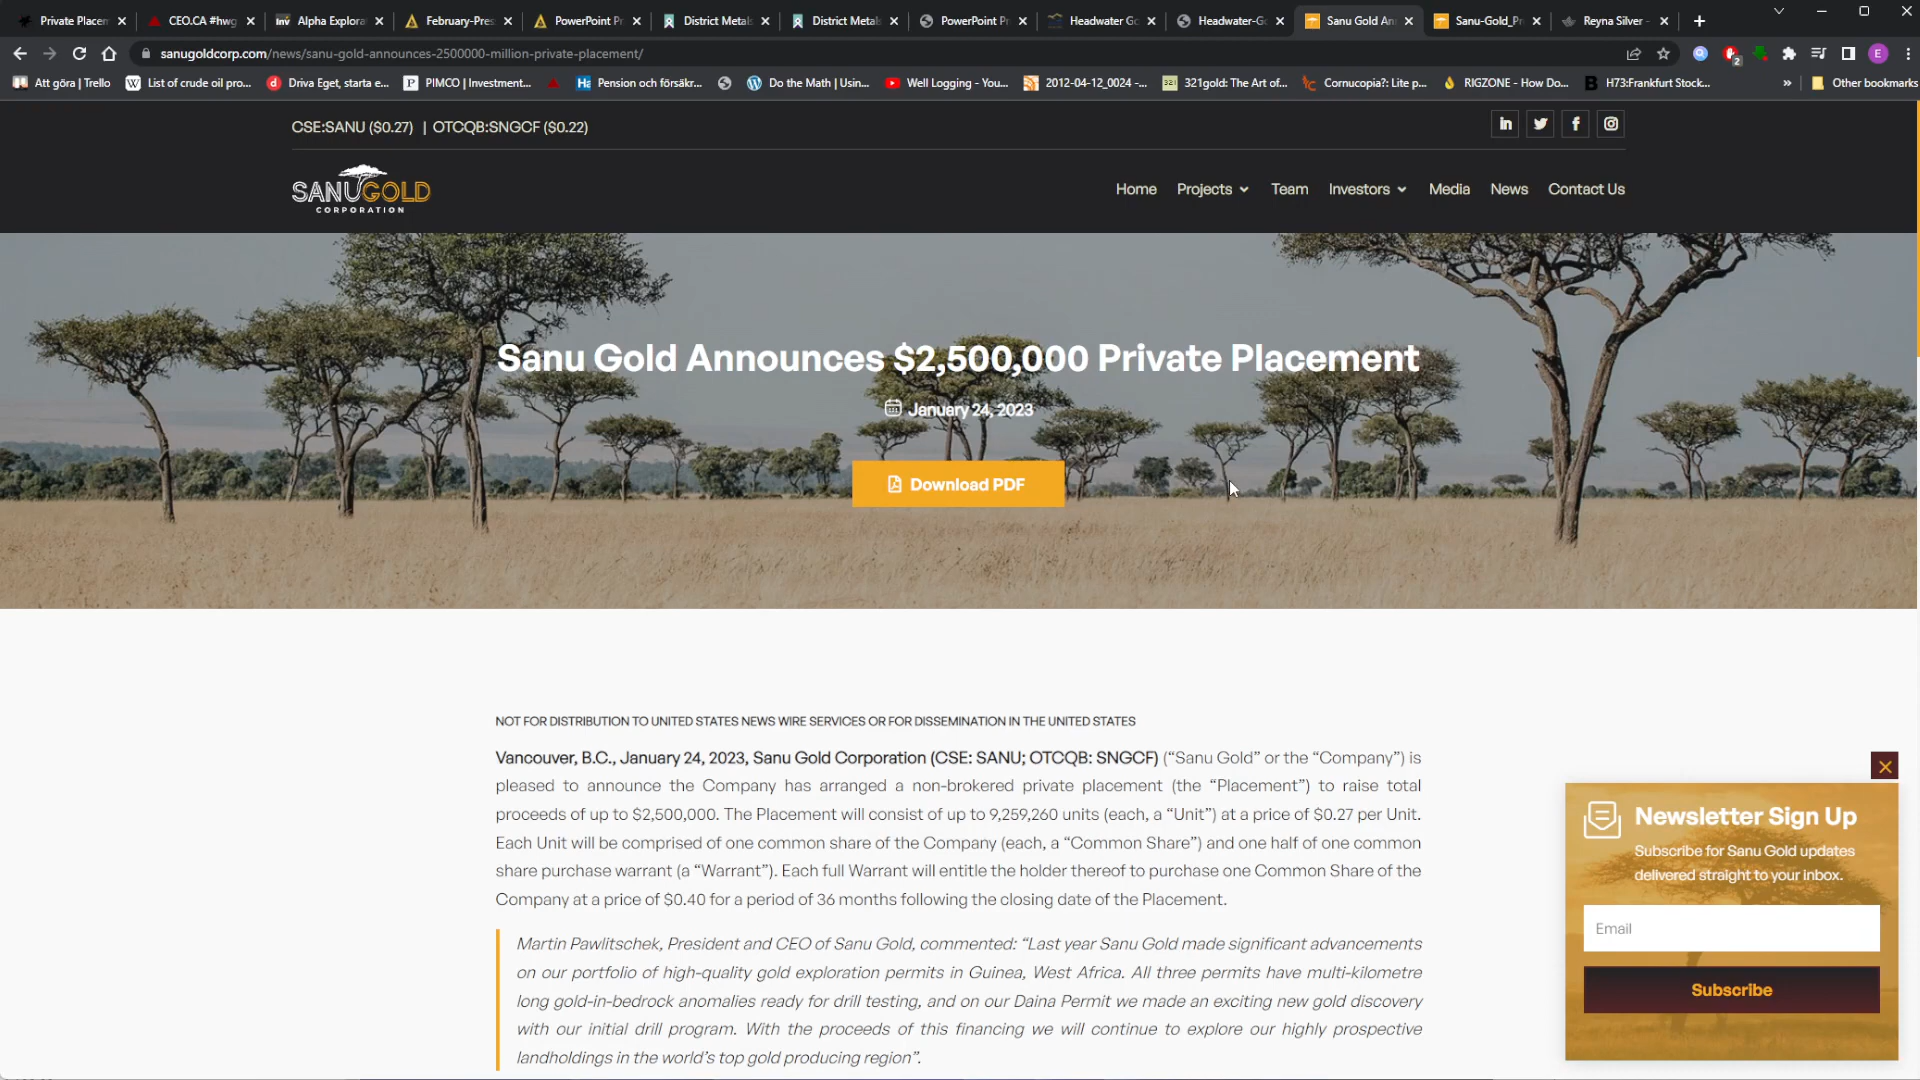 Private Placem
CEO.CA #hwg
Alpha Explora
February-Pres
PowerPoint Pr
District Metals
District Metals
PowerPoint Pr
Headwater Go
Headwater-Go
Sanu Gold An
Sanu-Gold_Pr
Reyna Silver -
sanugoldcorp.com/news/sanu-gold-announces-2500000-million-private-placement/
2
E
Att göra | Trello
List of crude oil pro...
Driva Eget, starta e...
PIMCO | Investment...
Pension och försäkr...
Do the Math | Usin...
Well Logging - You...
2012-04-12_0024 -...
321gold: The Art of...
Cornucopia?: Lite p...
RIGZONE - How Do...
H73:Frankfurt Stock...
»
Other bookmarks
CSE:SANU ($0.27) | OTCQB:SNGCF ($0.22)
SANUGOLD
CORPORATION
Home
Projects
Team
Investors
Media
News
Contact Us
Sanu Gold Announces $2,500,000 Private Placement
January 24, 2023
Download PDF
NOT FOR DISTRIBUTION TO UNITED STATES NEWS WIRE SERVICES OR FOR DISSEMINATION IN THE UNITED STATES
Vancouver, B.C., January 24, 2023, Sanu Gold Corporation (CSE: SANU; OTCQB: SNGCF) (“Sanu Gold” or the “Company”) is
pleased to announce the Company has arranged a non-brokered private placement (the “Placement”) to raise total
proceeds of up to $2,500,000. The Placement will consist of up to 9,259,260 units (each, a “Unit”) at a price of $0.27 per Unit.
Each Unit will be comprised of one common share of the Company (each, a “Common Share”) and one half of one common
share purchase warrant (a “Warrant”). Each full Warrant will entitle the holder thereof to purchase one Common Share of the
Company at a price of $0.40 for a period of 36 months following the closing date of the Placement.
Martin Pawlitschek, President and CEO of Sanu Gold, commented: “Last year Sanu Gold made significant advancements
on our portfolio of high-quality gold exploration permits in Guinea, West Africa. All three permits have multi-kilometre
long gold-in-bedrock anomalies ready for drill testing, and on our Daina Permit we made an exciting new gold discovery
with our initial drill program. With the proceeds of this financing we will continue to explore our highly prospective
landholdings in the world’s top gold producing region”.
Newsletter Sign Up
Subscribe for Sanu Gold updates
delivered straight to your inbox.
Email
Subscribe